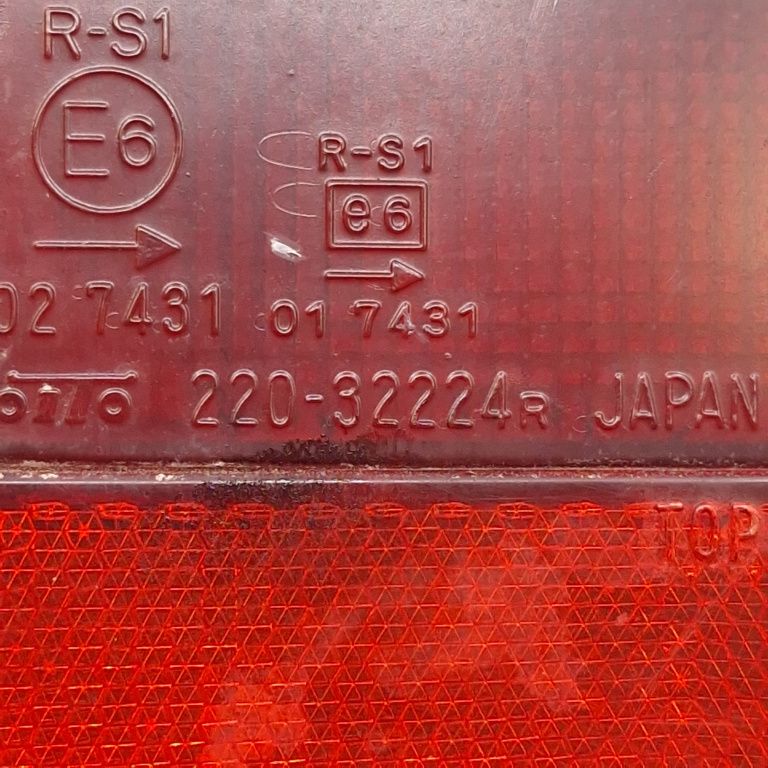 R-S1
E6
R-S1
e6
02 7431
01 7431
220-32224R JAPAN
TOP